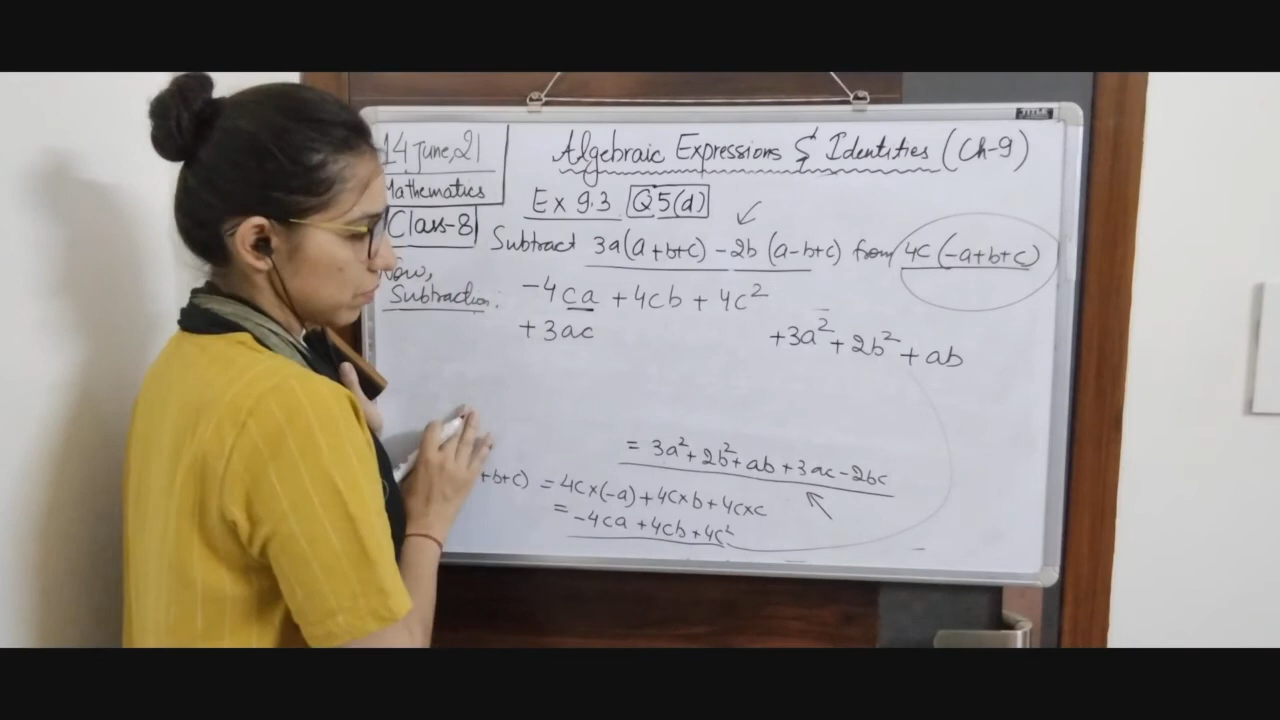 TITLE
14 June, 21
Mathematics
Class-8
Algebraic Expressions & Identities (Ch-9)
Ex 9.3 Q5(d)
Subtract 3a(a+b+c) - 2b (a-b+c) from 4c(-a+b+c)
Now,
Subtraction:
-4ca + 4cb + 4c²
+ 3ac +3a² + 2b² + ab
= 3a² + 2b² + ab + 3ac - 2bc
+b+c) = 4c×(-a) + 4c×b + 4c×c
= -4ca + 4cb + 4c²